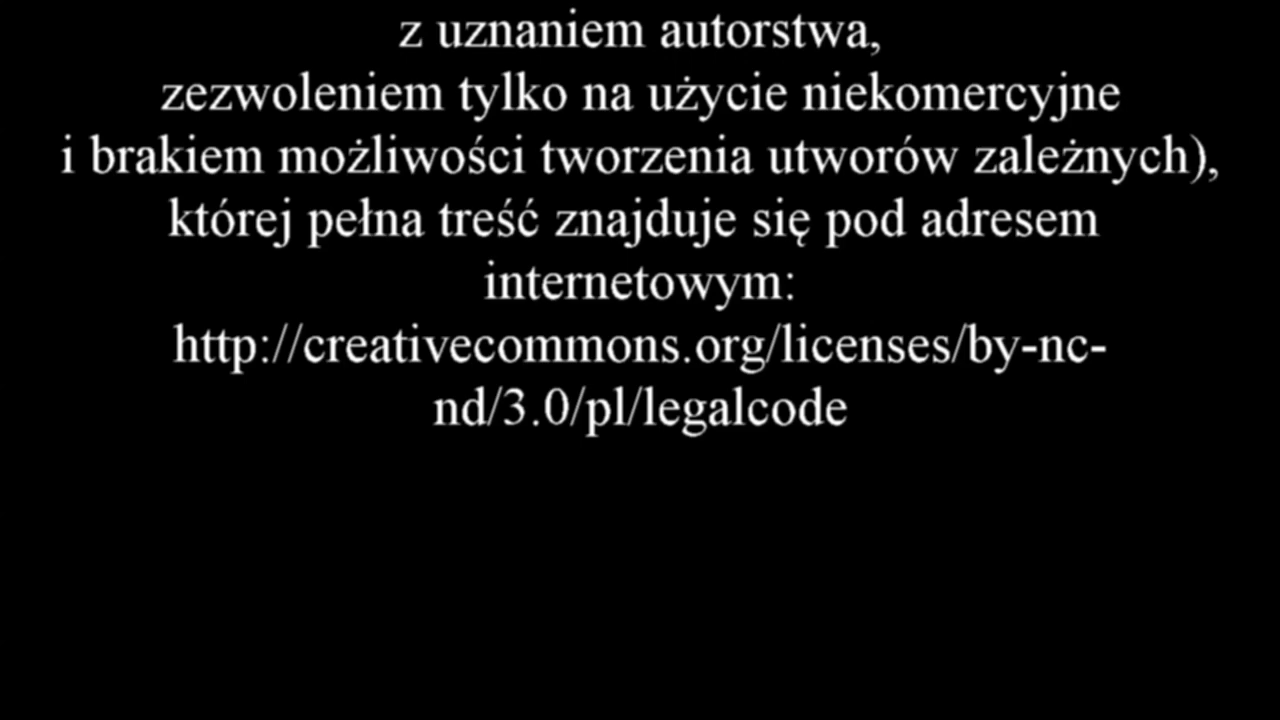 z uznaniem autorstwa,
zezwoleniem tylko na użycie niekomercyjne
i brakiem możliwości tworzenia utworów zależnych),
której pełna treść znajduje się pod adresem
internetowym:
http://creativecommons.org/licenses/by-nc-
nd/3.0/pl/legalcode